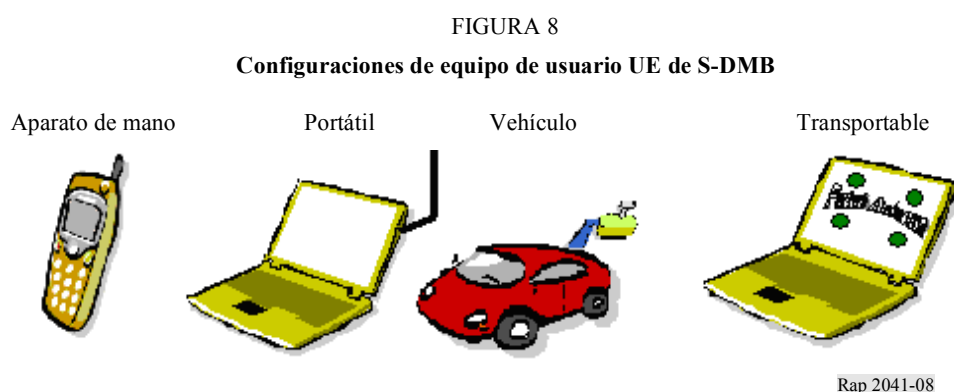 FIGURA 8
Configuraciones de equipo de usuario UE de S-DMB
Aparato de mano Portátil Vehículo Transportable
Rap 2041-08